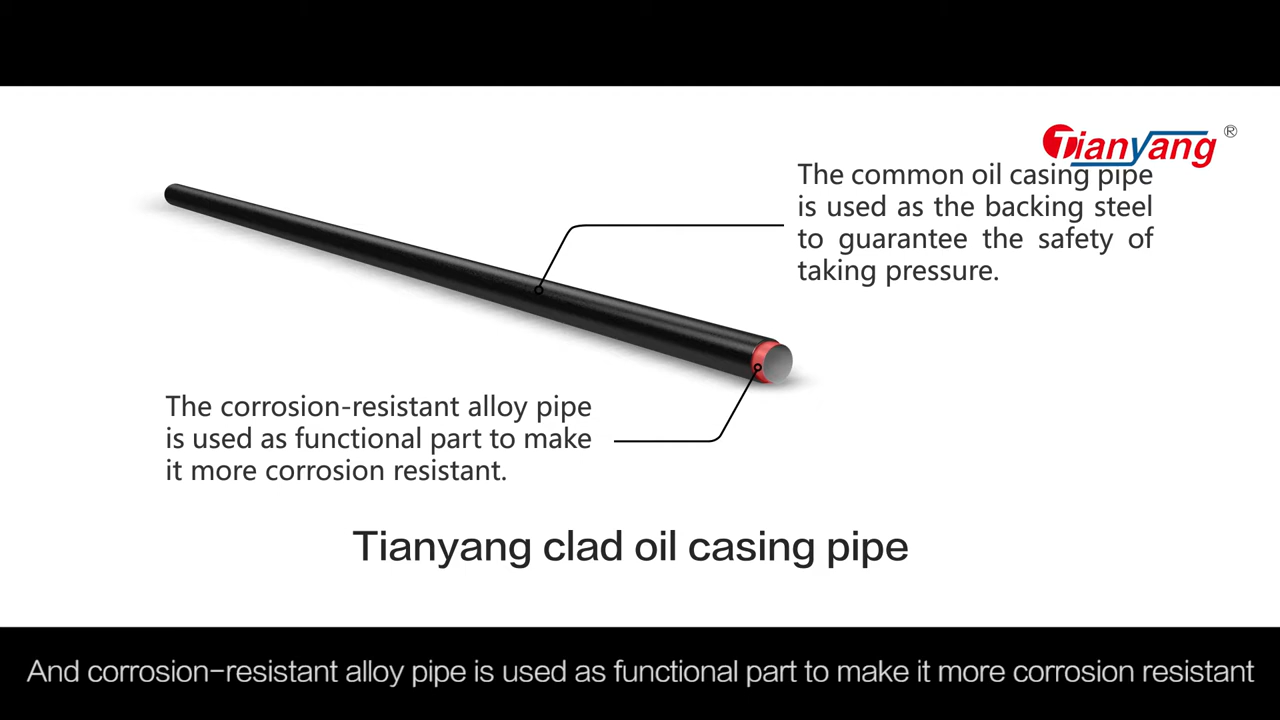 Tianyang®
The common oil casing pipe
is used as the backing steel
to guarantee the safety of
taking pressure.
The corrosion-resistant alloy pipe
is used as functional part to make
it more corrosion resistant.
Tianyang clad oil casing pipe
And corrosion-resistant alloy pipe is used as functional part to make it more corrosion resistant